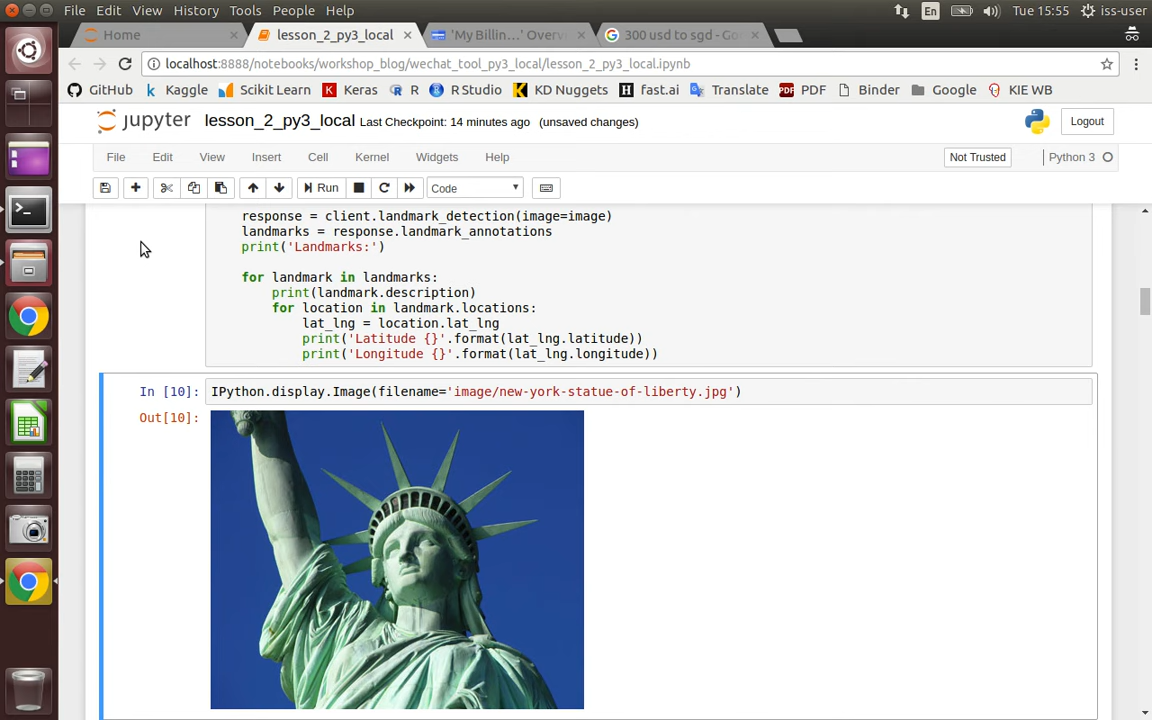 File Edit View History Tools People Help
En Tue 15:55 iss-user
Home lesson_2_py3_local 'My Billin...' Overv 300 usd to sgd - Go
localhost:8888/notebooks/workshop_blog/wechat_tool_py3_local/lesson_2_py3_local.ipynb
GitHub Kaggle Scikit Learn Keras R R Studio KD Nuggets fast.ai Translate PDF Binder Google KIE WB
jupyter lesson_2_py3_local Last Checkpoint: 14 minutes ago (unsaved changes) Logout
File Edit View Insert Cell Kernel Widgets Help Not Trusted Python 3
Run Code
response = client.landmark_detection(image=image)
landmarks = response.landmark_annotations
print('Landmarks:')
for landmark in landmarks:
print(landmark.description)
for location in landmark.locations:
lat_lng = location.lat_lng
print('Latitude {}'.format(lat_lng.latitude))
print('Longitude {}'.format(lat_lng.longitude))
In [10]: IPython.display.Image(filename='image/new-york-statue-of-liberty.jpg')
Out[10]: